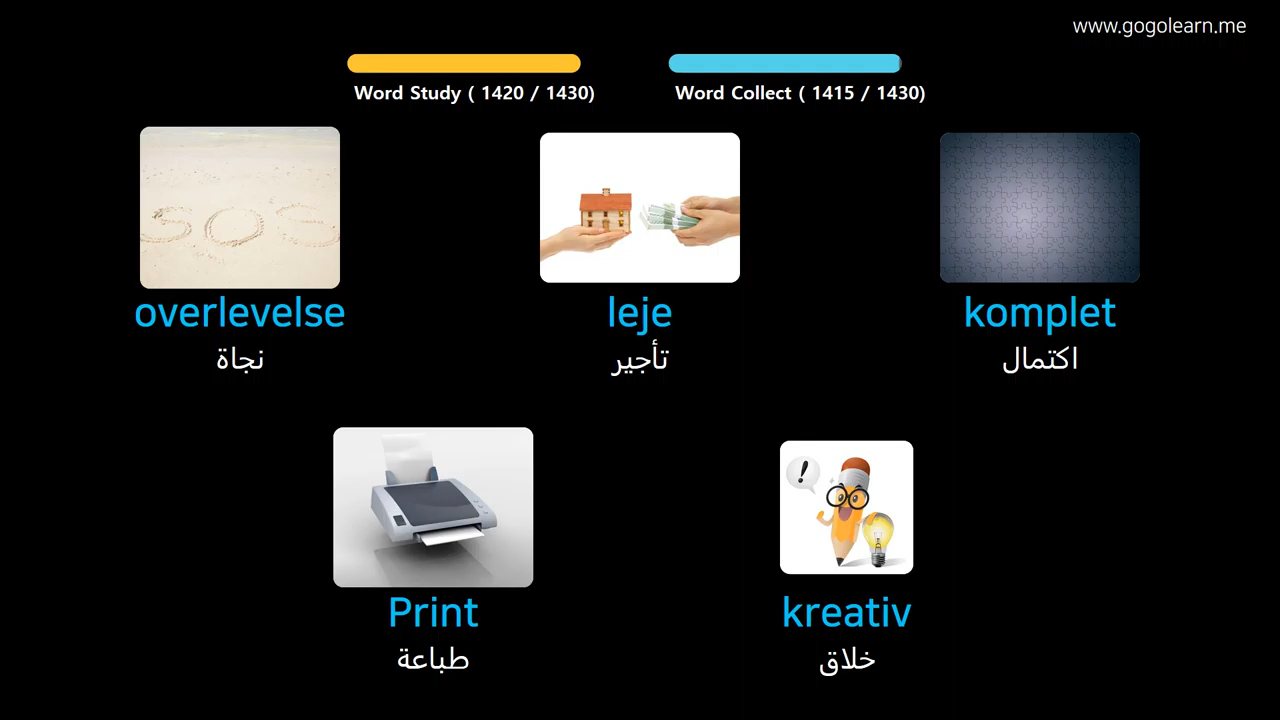 www.gogolearn.me
Word Study ( 1420 / 1430)
Word Collect ( 1415 / 1430)
SOS
overlevelse
نجاة
leje
تأجير
komplet
اكتمال
!
Print
طباعة
kreativ
خلاق